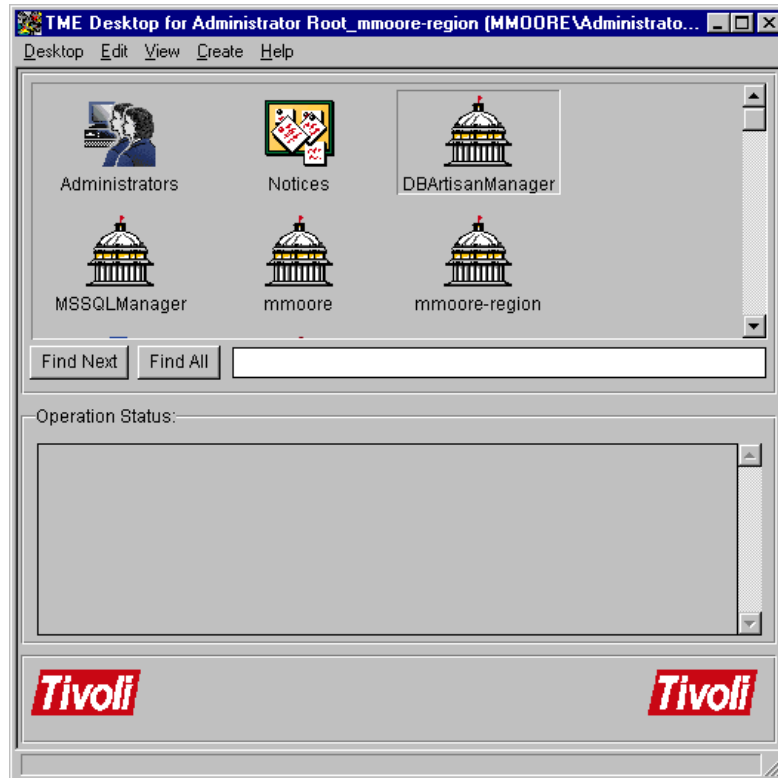 TME Desktop for Administrator Root_mmoore-region (MMOORE\Administrato...
Desktop Edit View Create Help
Administrators Notices DBArtisanManager
MSSQLManager mmoore mmoore-region
Find Next Find All
Operation Status:
Tivoli Tivoli